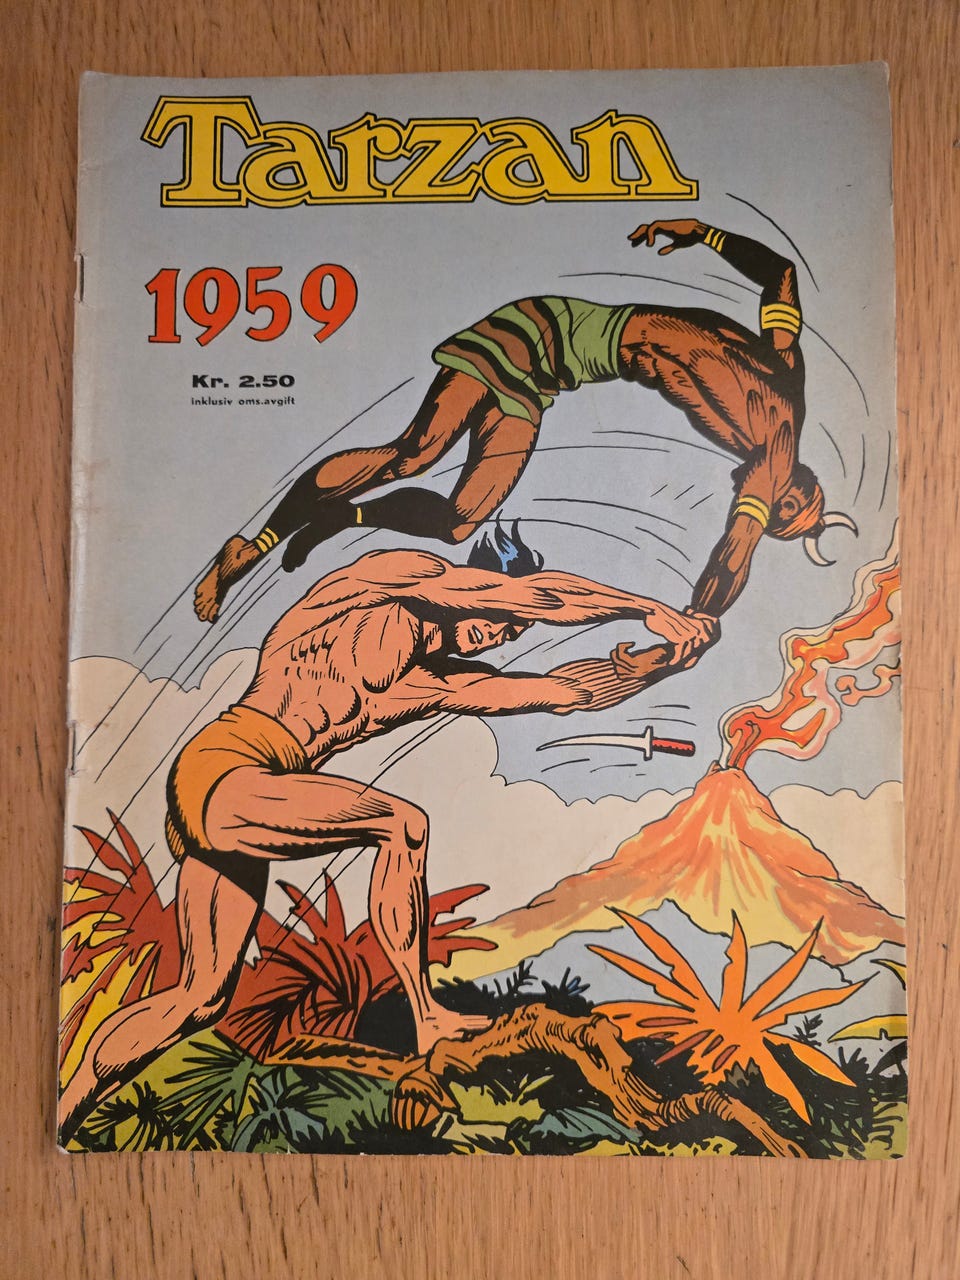 Tarzan
1959
Kr. 2.50
inklusiv oms.avgift